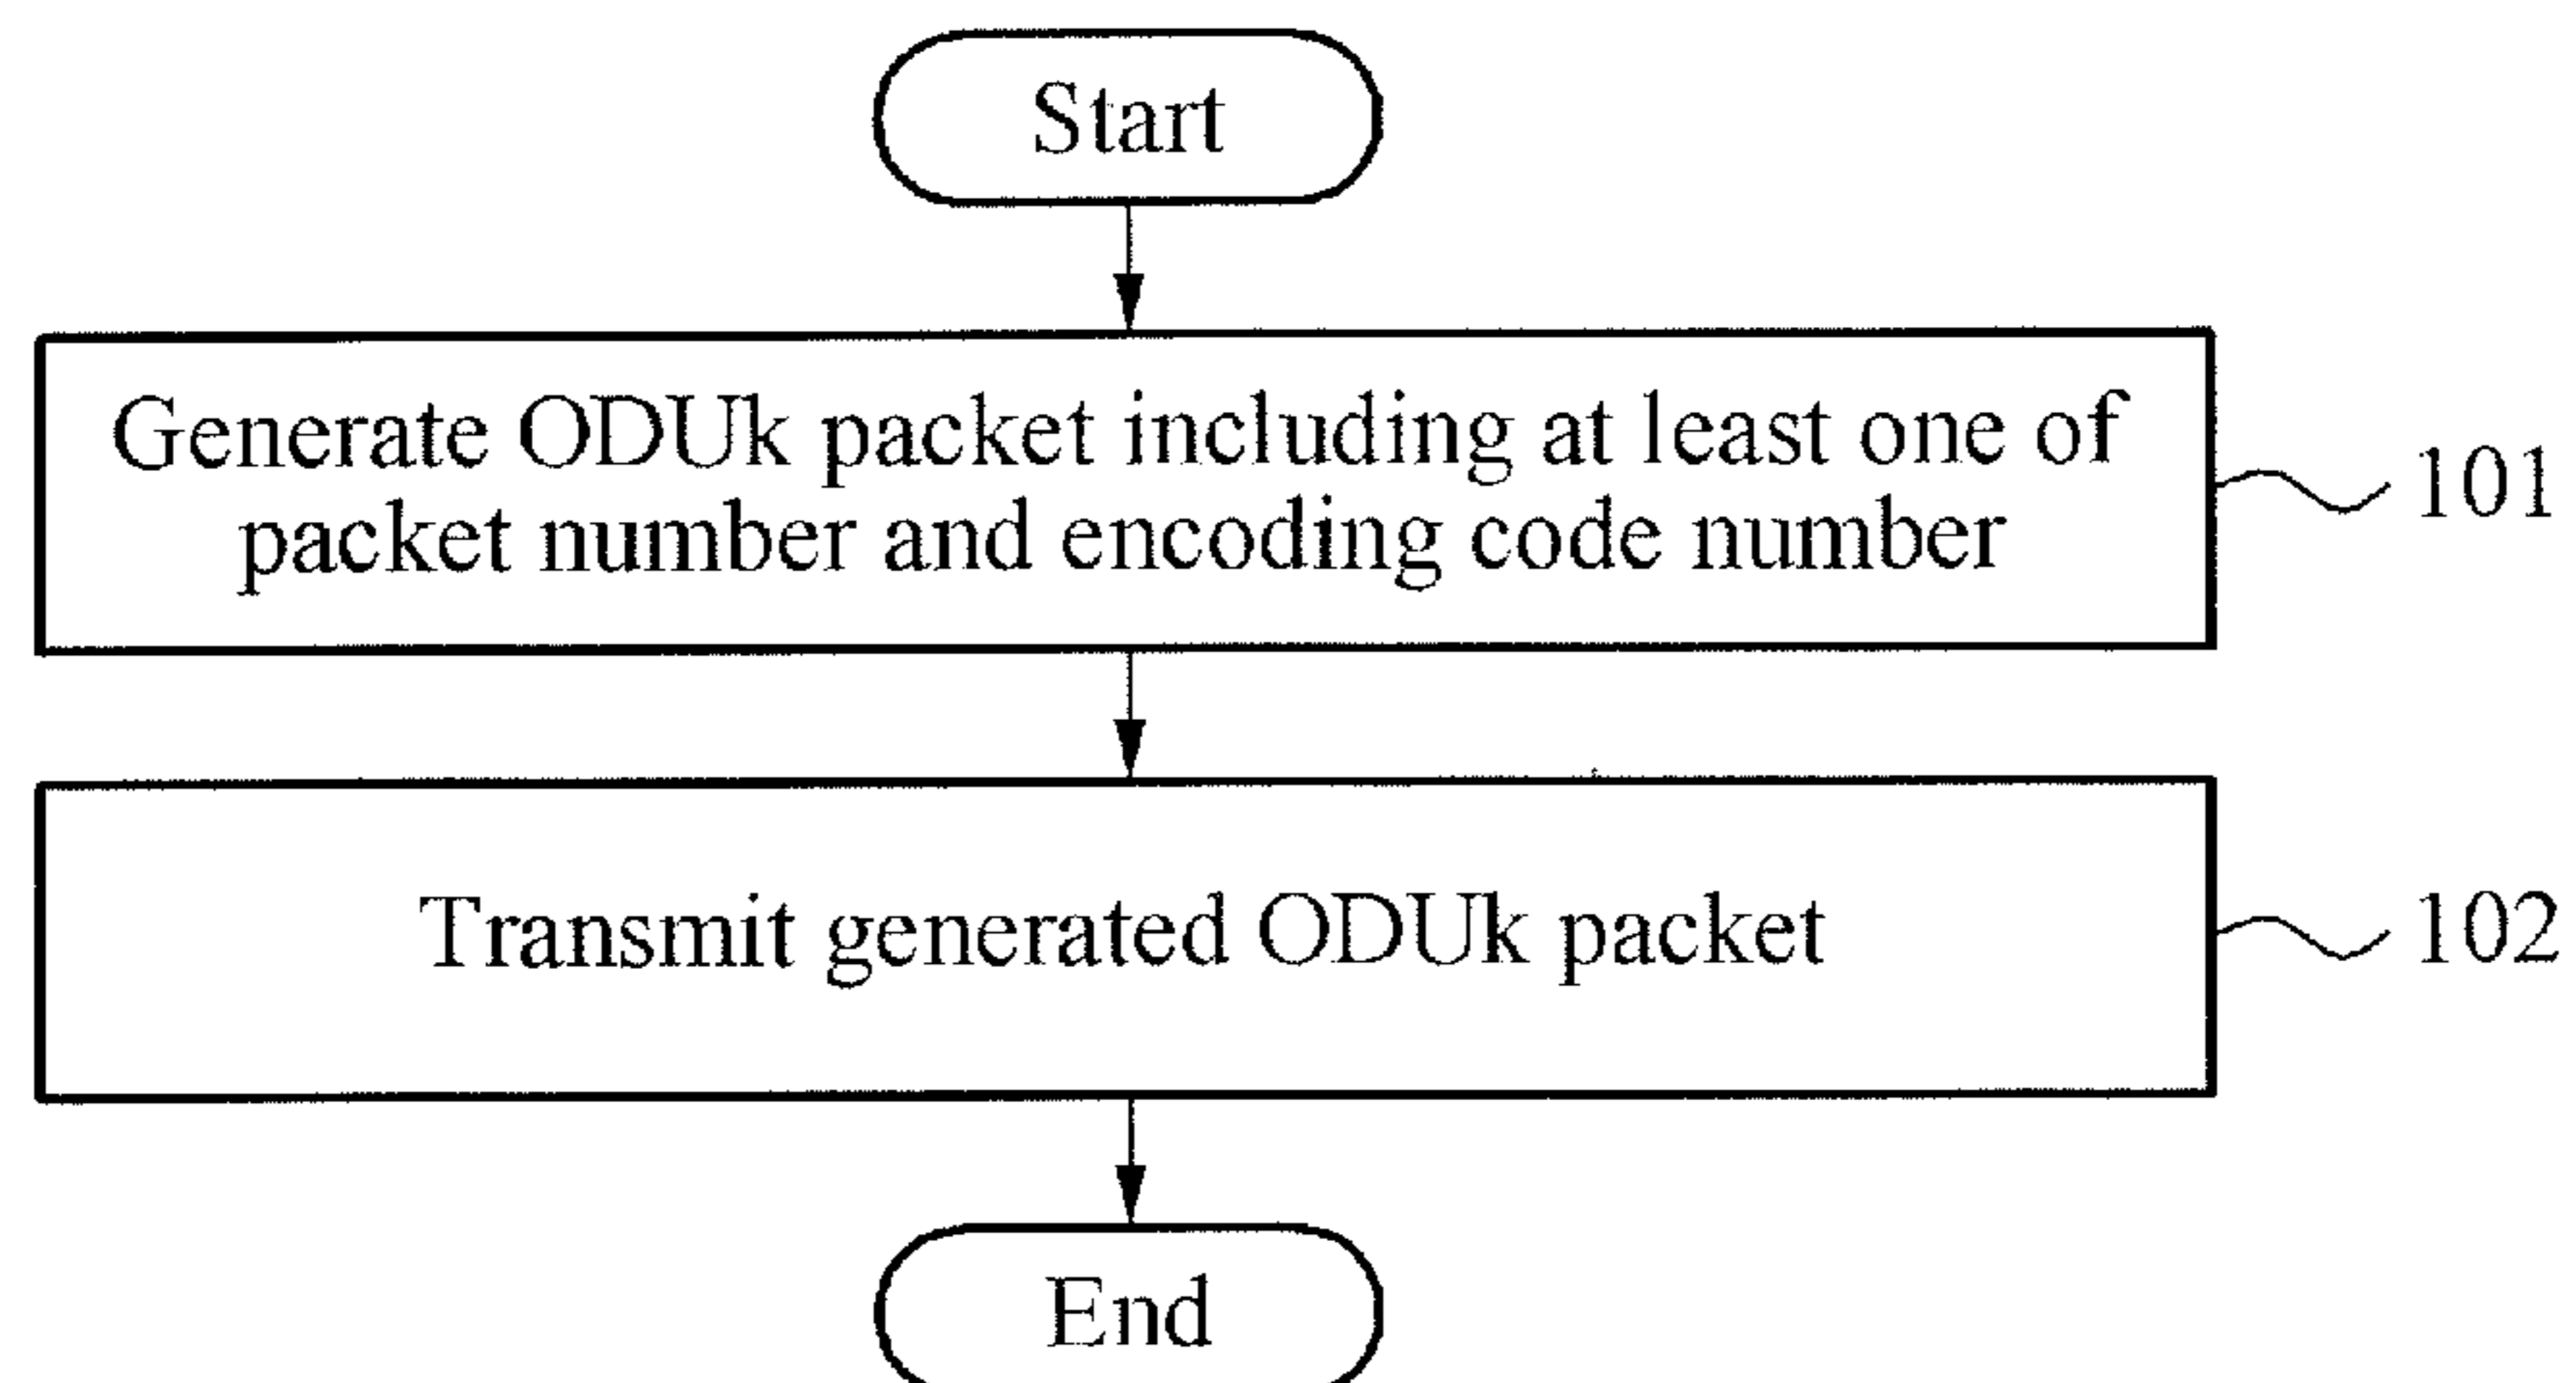 Start
Generate ODUk packet including at least one of
packet number and encoding code number
101
Transmit generated ODUk packet
102
End